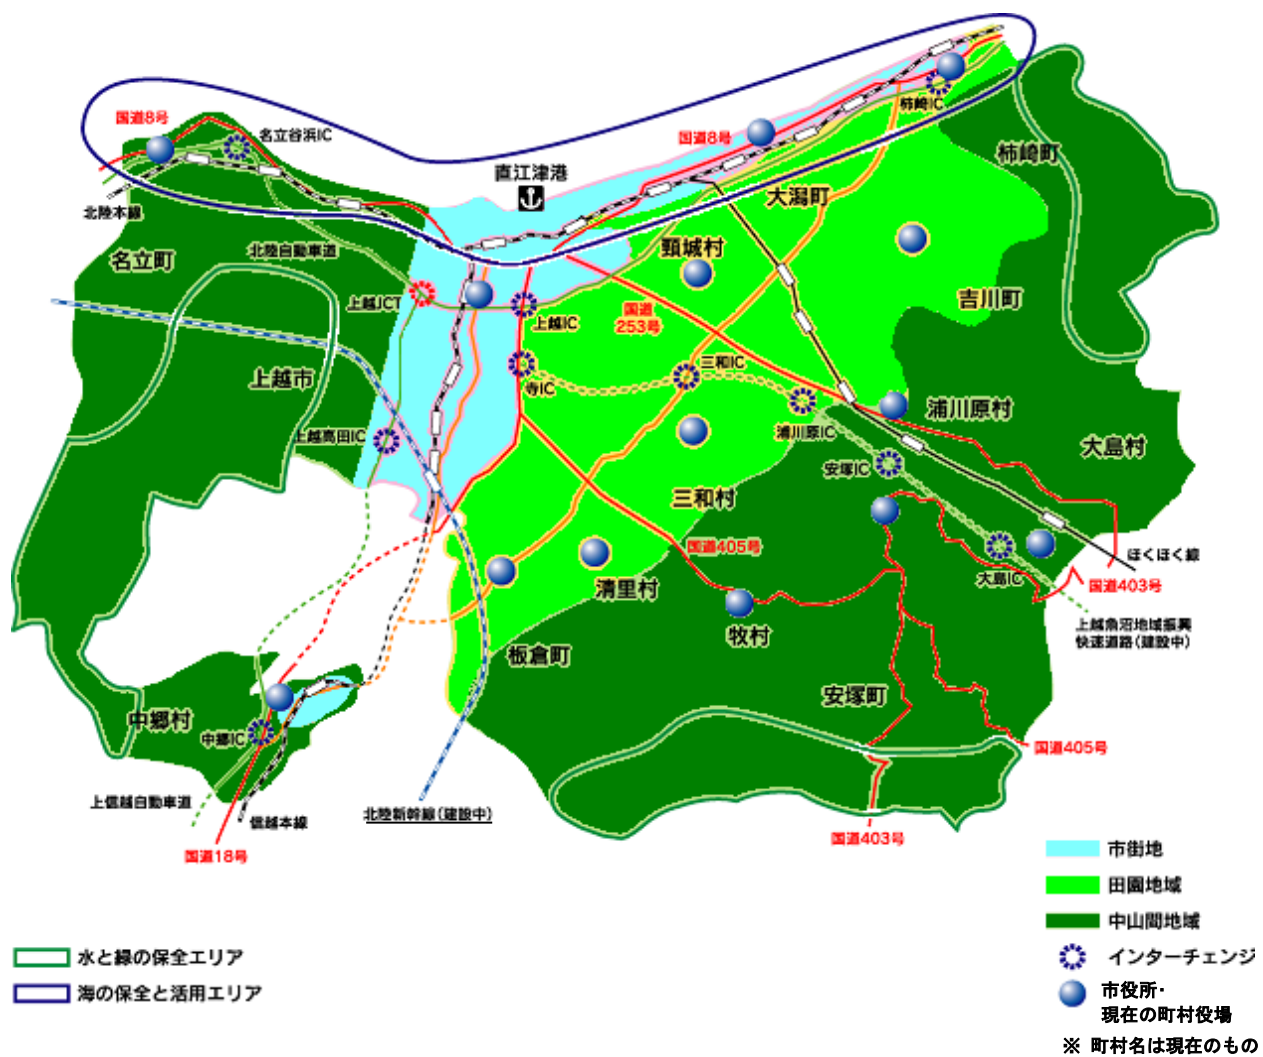 国道8号
名立谷浜IC
北陸本線
名立町
北陸自動車道
上越JCT
上越市
上越高田IC
直江津港
国道8号
柿崎IC
柿崎町
大潟町
頸城村
吉川町
国道
253号
上越IC
寺IC
三和IC
浦川原IC
浦川原村
大島村
安塚IC
三和村
国道405号
大島IC
ほくほく線
国道403号
清里村
上越魚沼地域振興
快速道路(建設中)
牧村
板倉町
安塚町
中郷村
中郷IC
国道405号
上信越自動車道
信越本線
北陸新幹線(建設中)
国道18号
国道403号
市街地
田園地域
中山間地域
インターチェンジ
市役所・
現在の町村役場
※ 町村名は現在のもの
水と緑の保全エリア
海の保全と活用エリア